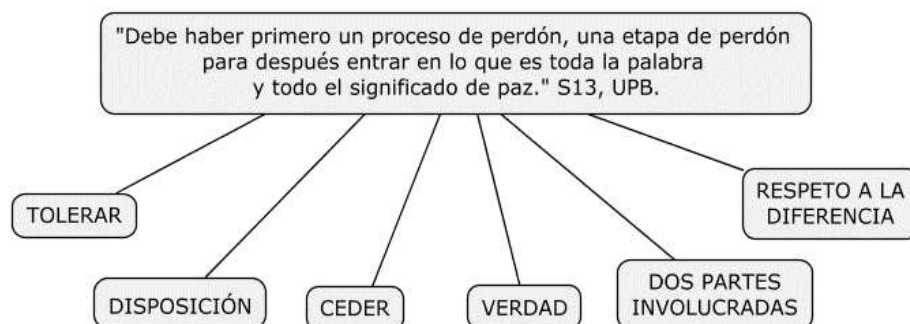 "Debe haber primero un proceso de perdón, una etapa de perdón
para después entrar en lo que es toda la palabra
y todo el significado de paz." S13, UPB.
TOLERAR
RESPETO A LA
DIFERENCIA
DISPOSICIÓN
CEDER
VERDAD
DOS PARTES
INVOLUCRADAS